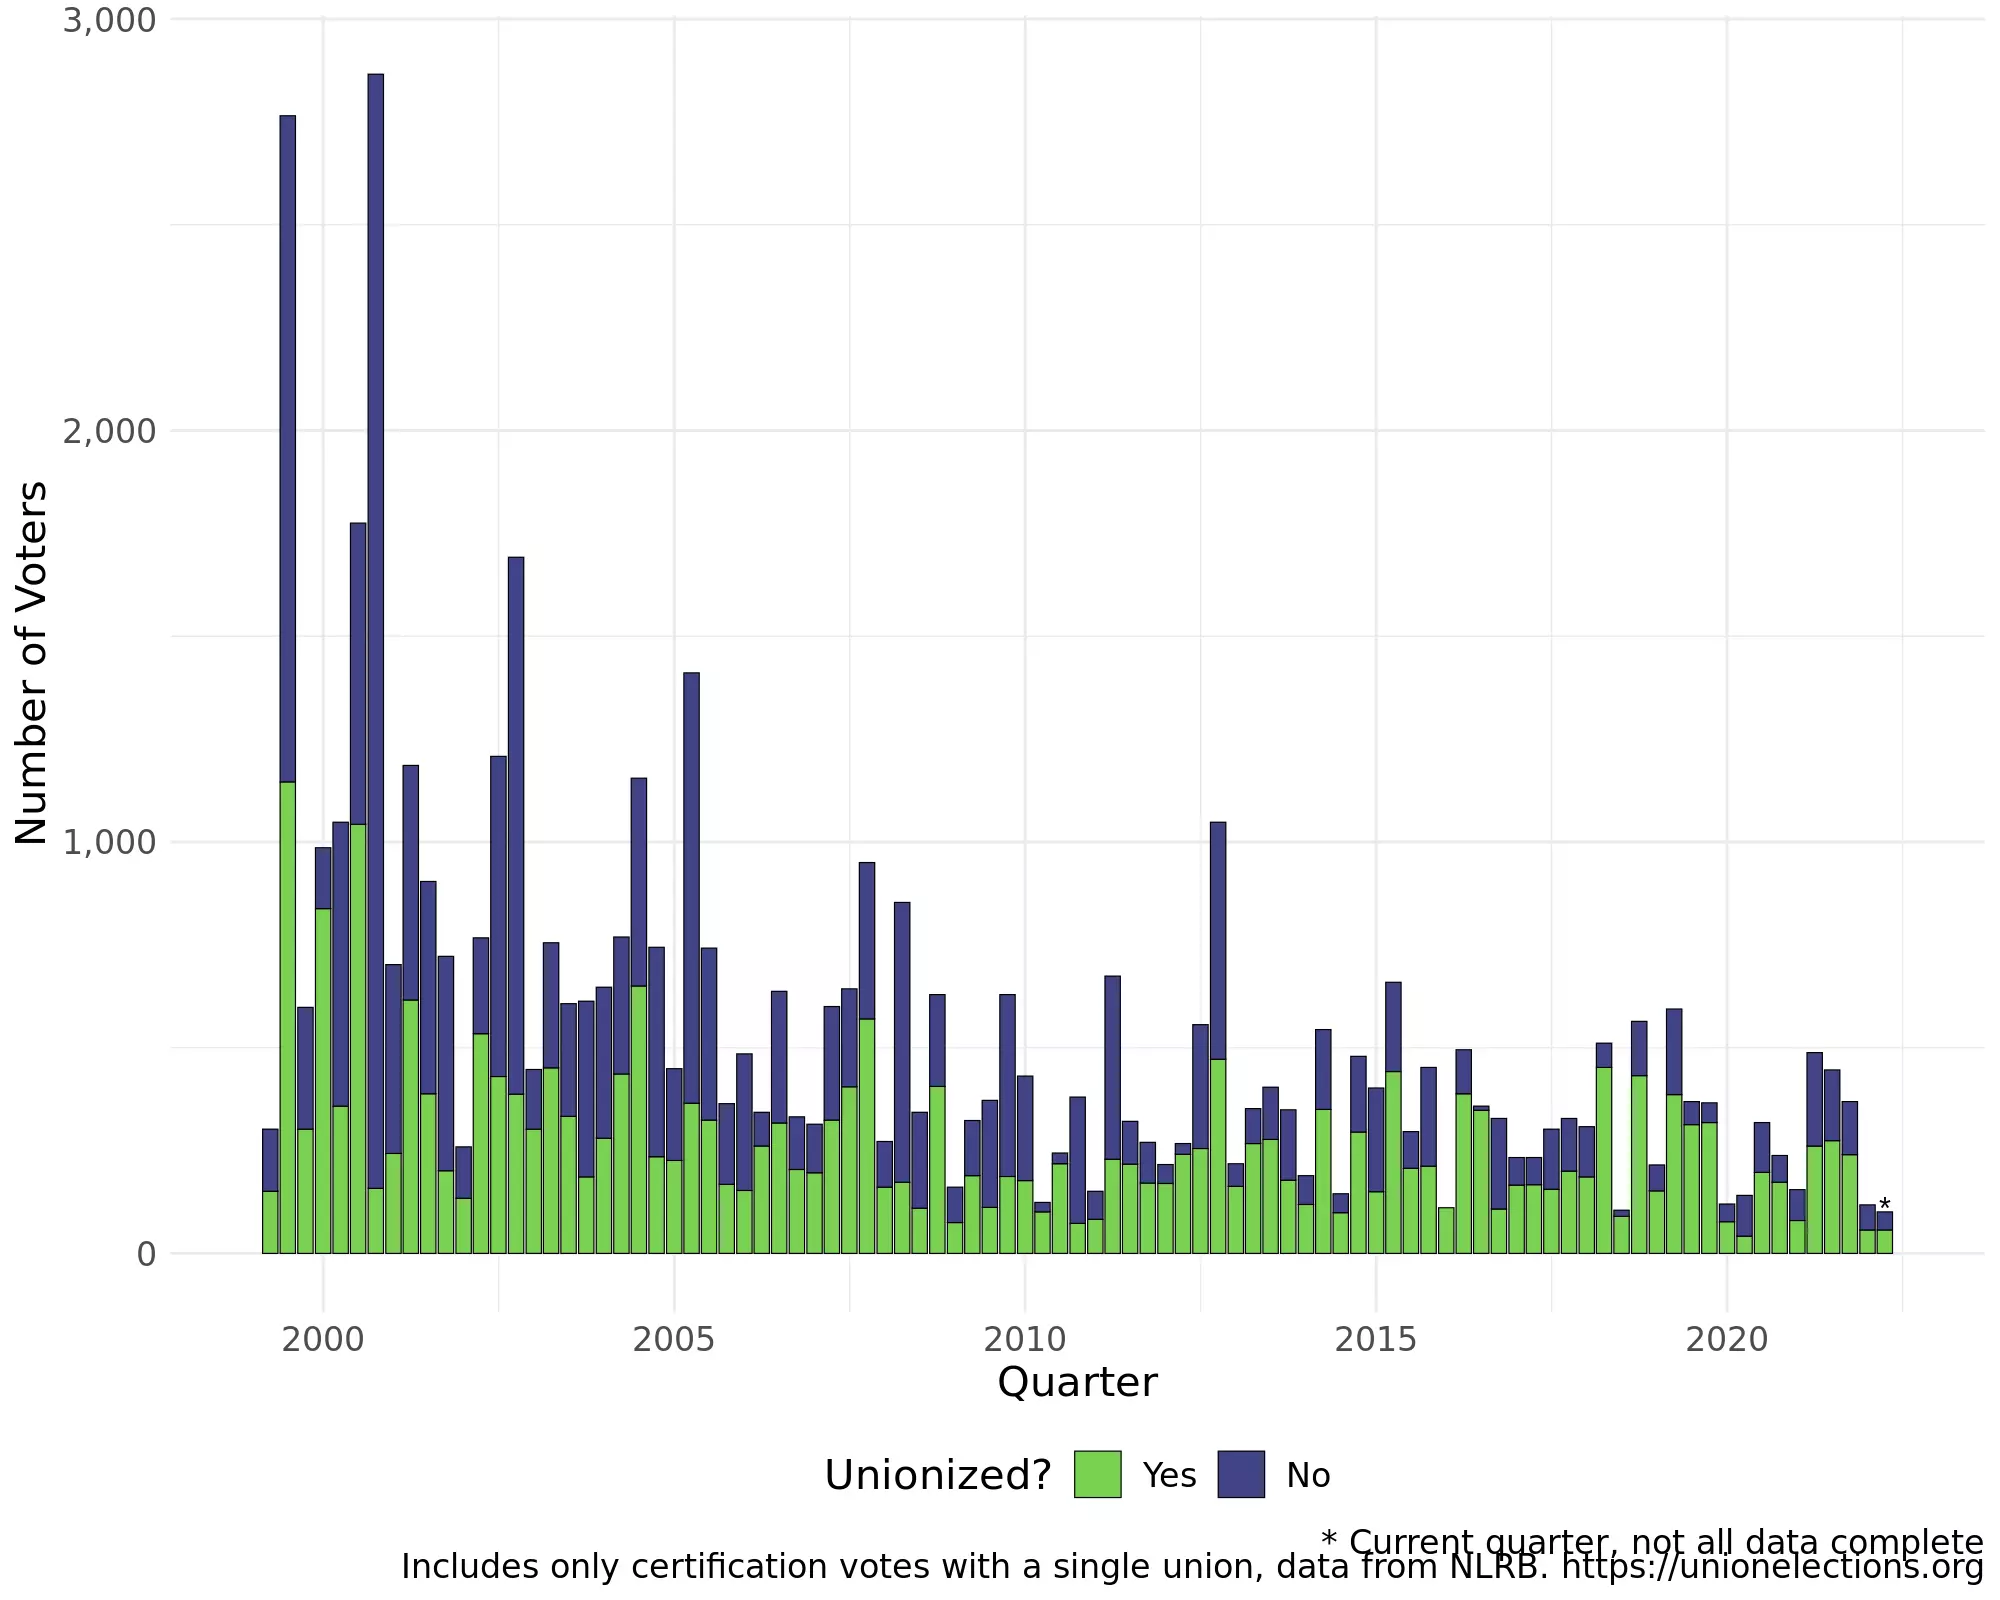 3,000
2,000
1,000
0
Number of Voters
2000 2005 2010 2015 2020
Quarter
*
Unionized? Yes No
* Current quarter, not all data complete
Includes only certification votes with a single union, data from NLRB. https://unionelections.org